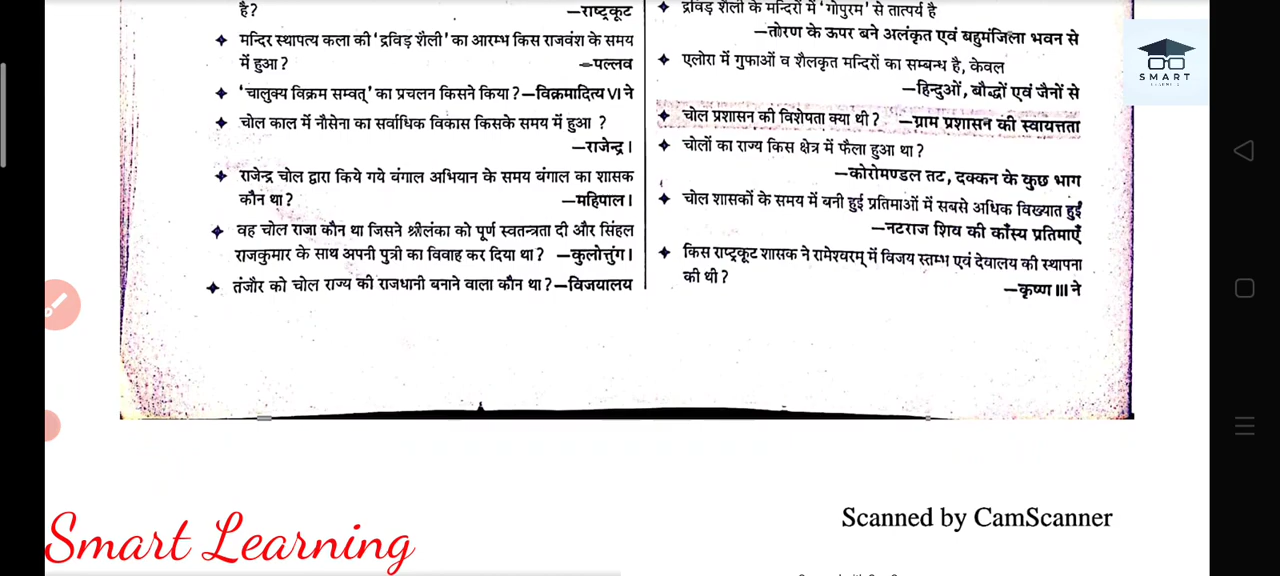 है? —राष्ट्रकूट
✦ मन्दिर स्थापत्य कला की ‘द्रविड़ शैली’ का आरम्भ किस राजवंश के समय
में हुआ? —पल्लव
✦ ‘चालुक्य विक्रम सम्वत्’ का प्रचलन किसने किया?—विक्रमादित्य VI ने
✦ चोल काल में नौसेना का सर्वाधिक विकास किसके समय में हुआ ?
—राजेन्द्र।
✦ राजेन्द्र चोल द्वारा किये गये बंगाल अभियान के समय बंगाल का शासक
कौन था? —महिपाल।
✦ वह चोल राजा कौन था जिसने श्रीलंका को पूर्ण स्वतन्त्रता दी और सिंहल
राजकुमार के साथ अपनी पुत्री का विवाह कर दिया था? —कुलोत्तुंग।
✦ तंजौर को चोल राज्य की राजधानी बनाने वाला कौन था?—विजयालय
✦ द्रविड़ शैली के मन्दिरों में ‘गोपुरम’ से तात्पर्य है
—तोरण के ऊपर बने अलंकृत एवं बहुमंजिला भवन से
✦ एलोरा में गुफाओं व शैलकृत मन्दिरों का सम्बन्ध है, केवल
—हिन्दुओं, बौद्धों एवं जैनों से
✦ चोल प्रशासन की विशेषता क्या थी? —ग्राम प्रशासन की स्वायत्तता
✦ चोलों का राज्य किस क्षेत्र में फैला हुआ था?
—कोरोमण्डल तट, दक्कन के कुछ भाग
✦ चोल शासकों के समय में बनी हुई प्रतिमाओं में सबसे अधिक विख्यात हुईं
—नटराज शिव की काँस्य प्रतिमाएँ
✦ किस राष्ट्रकूट शासक ने रामेश्वरम् में विजय स्तम्भ एवं देवालय की स्थापना
की थी?
—कृष्ण III ने
SMART
Smart Learning
Scanned by CamScanner